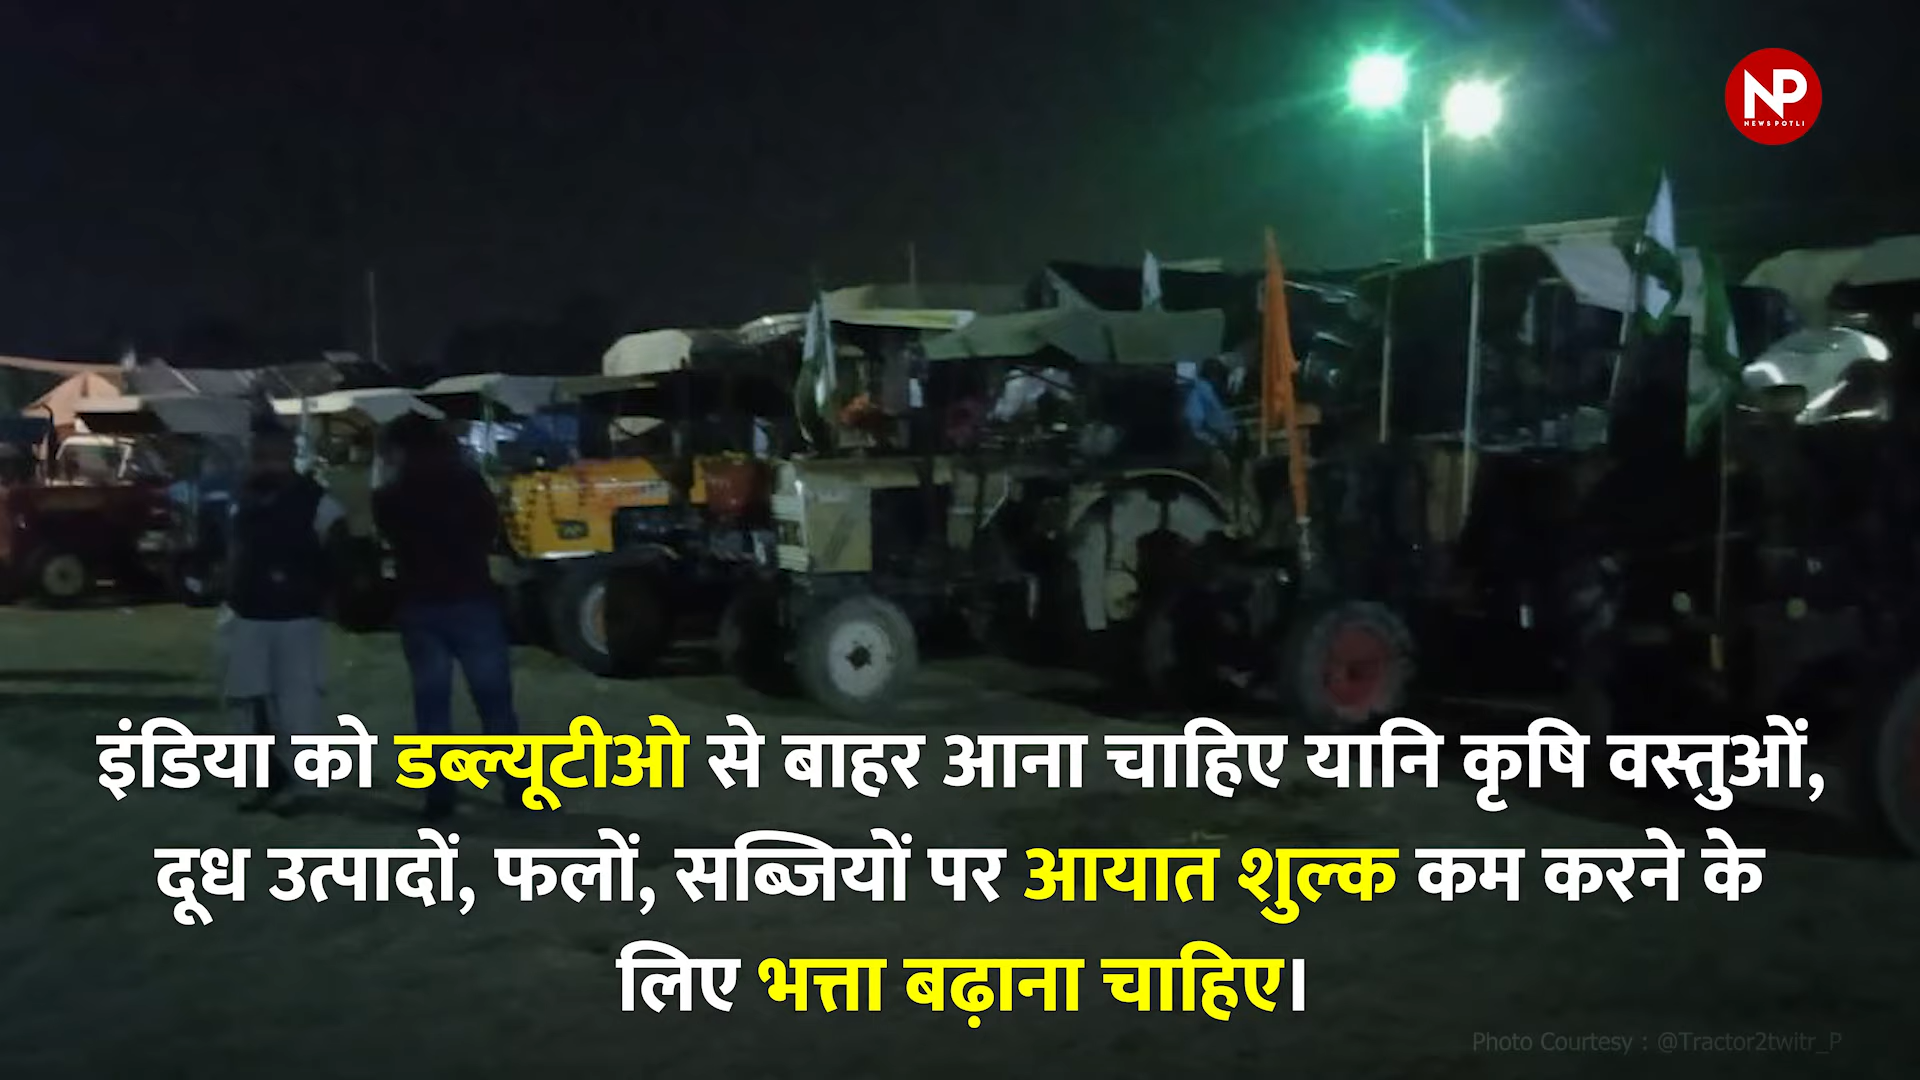 NP
NEWS POTLI
इंडिया को डब्ल्यूटीओ से बाहर आना चाहिए यानि कृषि वस्तुओं,
दूध उत्पादों, फलों, सब्जियों पर आयात शुल्क कम करने के
लिए भत्ता बढ़ाना चाहिए।
Photo Courtesy : @Tractor2twitr_P